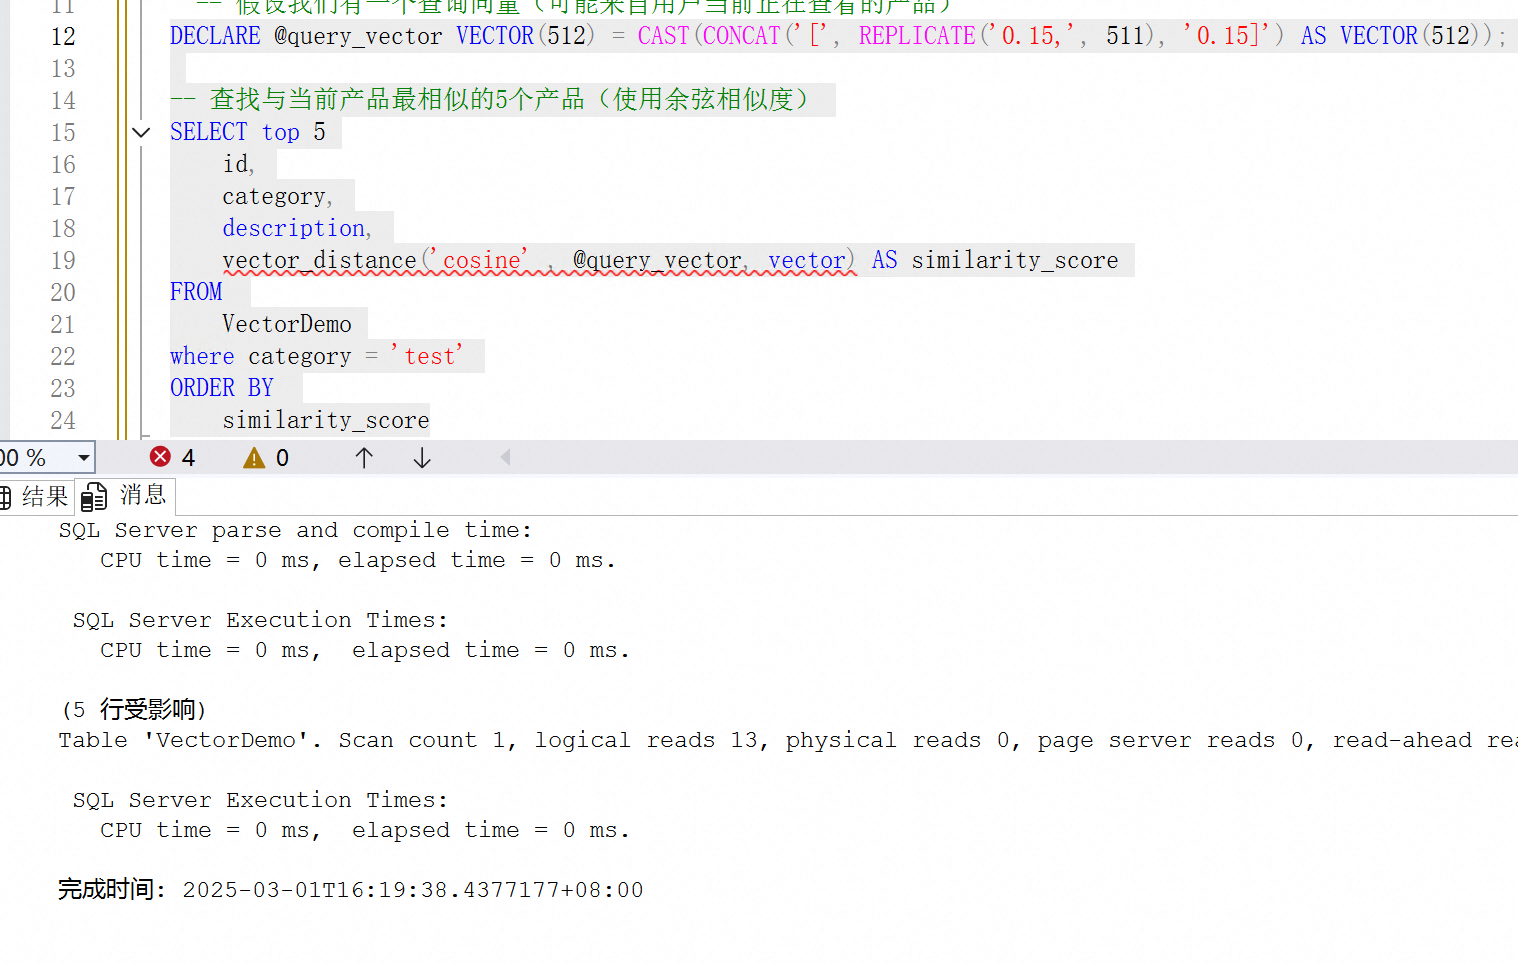 11 -- 假设我们有一个查询向量（可能来自用户当前正在查看的产品）
12 DECLARE @query_vector VECTOR(512) = CAST(CONCAT('[', REPLICATE('0.15,', 511), '0.15]') AS VECTOR(512));
13
14 -- 查找与当前产品最相似的5个产品（使用余弦相似度）
15 SELECT top 5
16 id,
17 category,
18 description,
19 vector_distance('cosine' , @query_vector, vector) AS similarity_score
20 FROM
21 VectorDemo
22 where category = 'test'
23 ORDER BY
24 similarity_score
00 % 4 0
结果 消息
SQL Server parse and compile time:
CPU time = 0 ms, elapsed time = 0 ms.
SQL Server Execution Times:
CPU time = 0 ms,  elapsed time = 0 ms.
(5 行受影响)
Table 'VectorDemo'. Scan count 1, logical reads 13, physical reads 0, page server reads 0, read-ahead rea
SQL Server Execution Times:
CPU time = 0 ms,  elapsed time = 0 ms.
完成时间: 2025-03-01T16:19:38.4377177+08:00